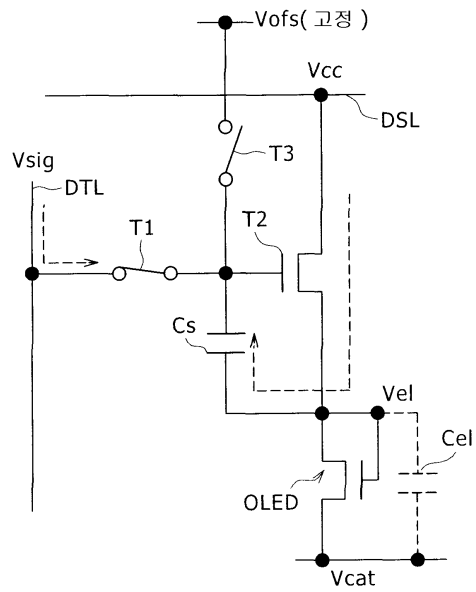 Vofs( 고정 )
Vcc
DSL
Vsig
DTL
T3
T1
T2
Cs
Vel
Cel
OLED
Vcat